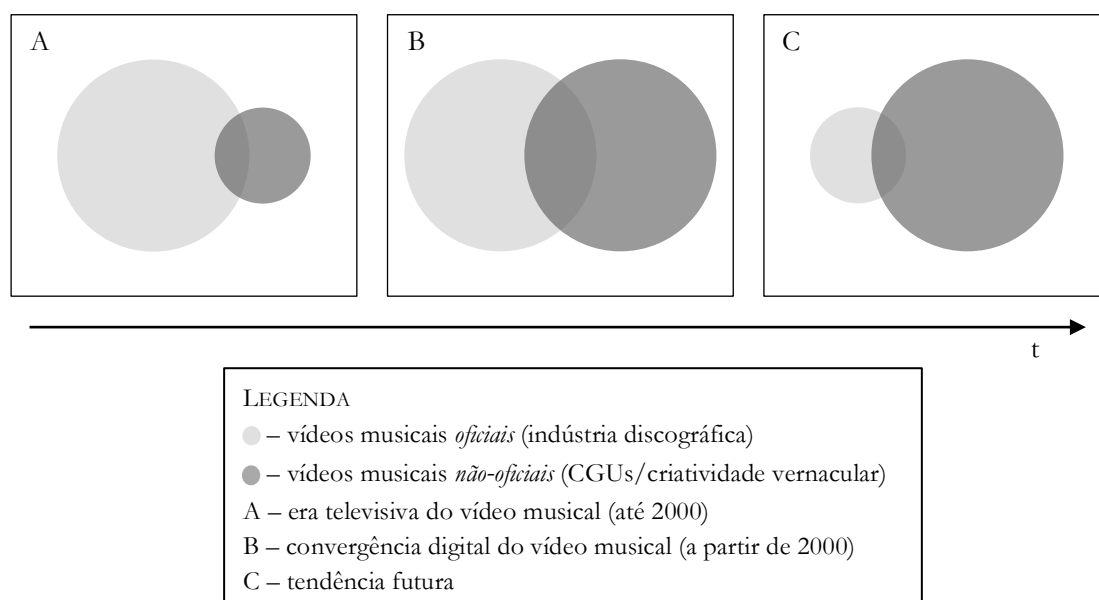 A
B
C
t
LEGENDA
– vídeos musicais oficiais (indústria discográfica)
– vídeos musicais não-oficiais (CGUs/criatividade vernacular)
A – era televisiva do vídeo musical (até 2000)
B – convergência digital do vídeo musical (a partir de 2000)
C – tendência futura